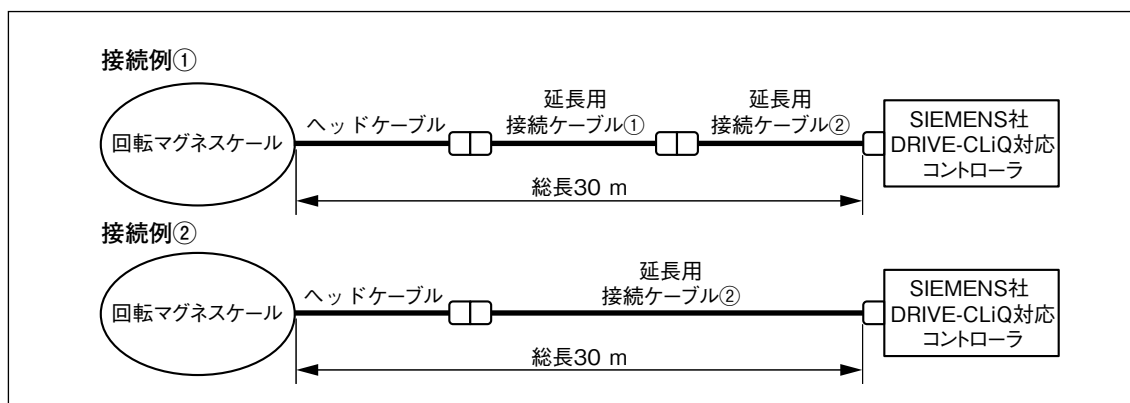 接続例①
回転マグネスケール
ヘッドケーブル
延長用
接続ケーブル①
延長用
接続ケーブル②
SIEMENS社
DRIVE-CLiQ対応
コントローラ
総長30 m
接続例②
回転マグネスケール
ヘッドケーブル
延長用
接続ケーブル②
SIEMENS社
DRIVE-CLiQ対応
コントローラ
総長30 m